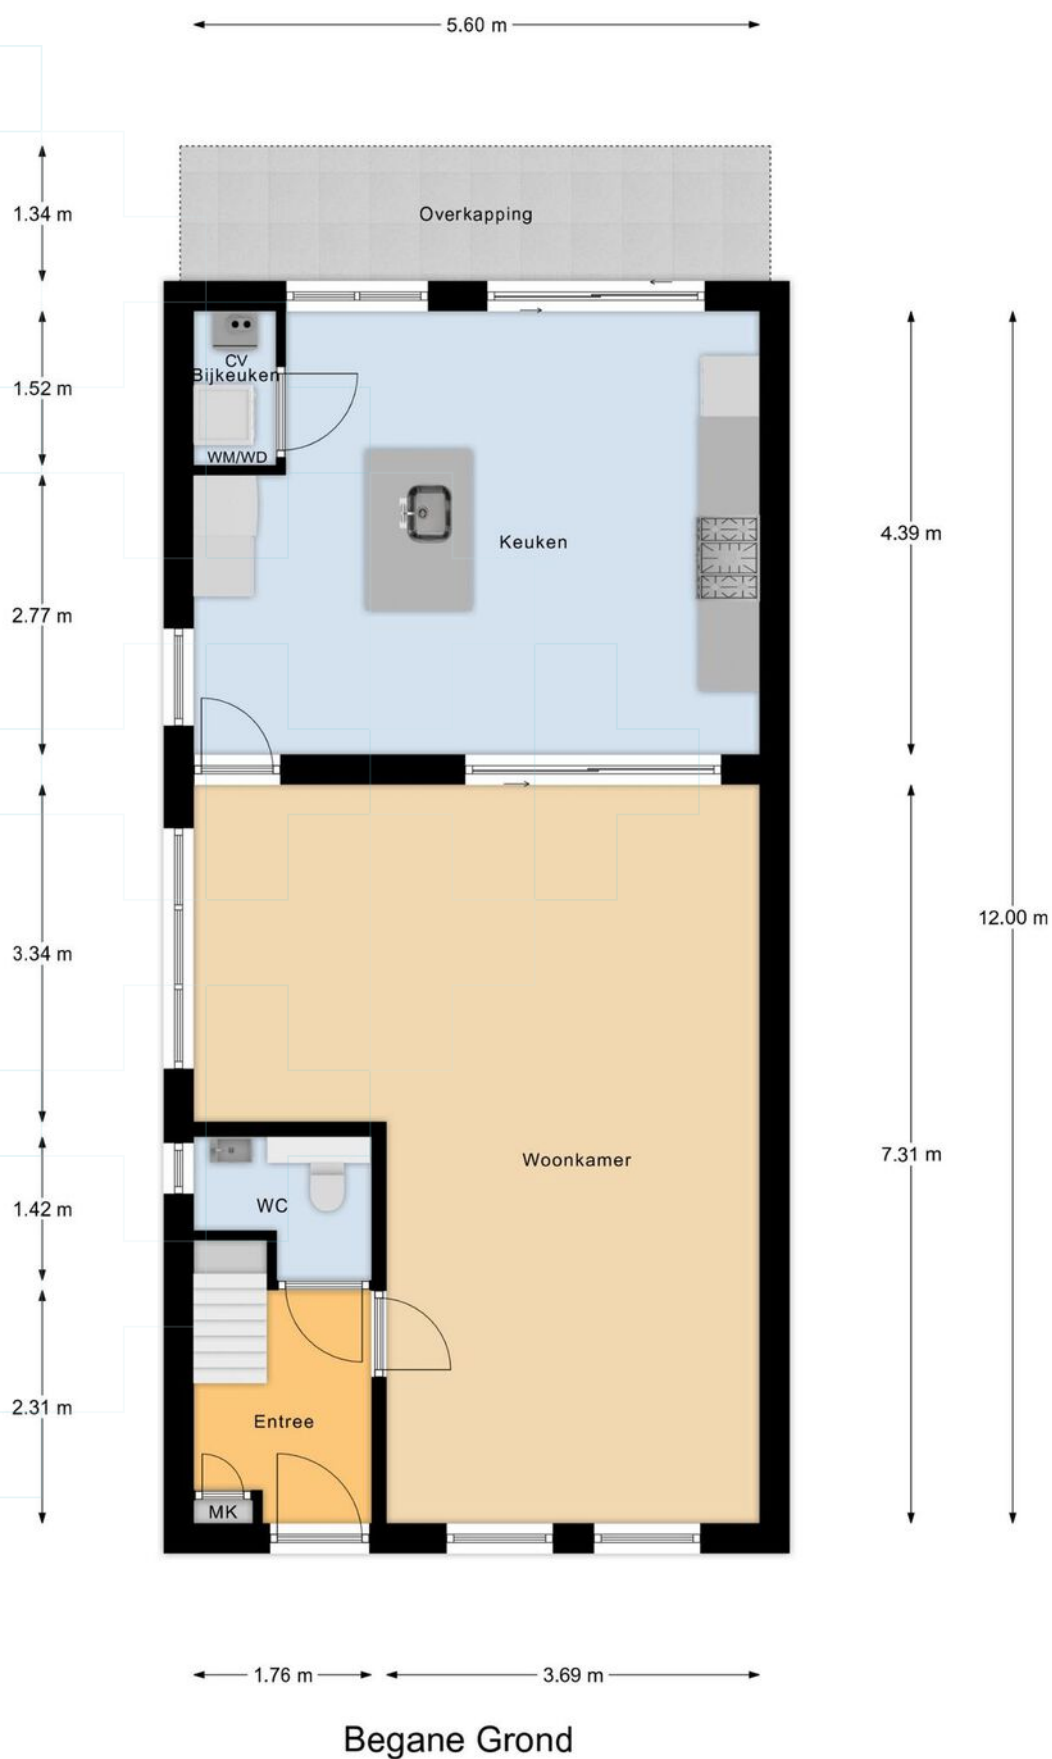 5.60 m
1.34 m
Overkapping
CV
Bijkeuken
1.52 m
WM/WD
Keuken
4.39 m
2.77 m
12.00 m
3.34 m
Woonkamer
7.31 m
WC
1.42 m
2.31 m
Entree
MK
1.76 m
3.69 m
Begane Grond